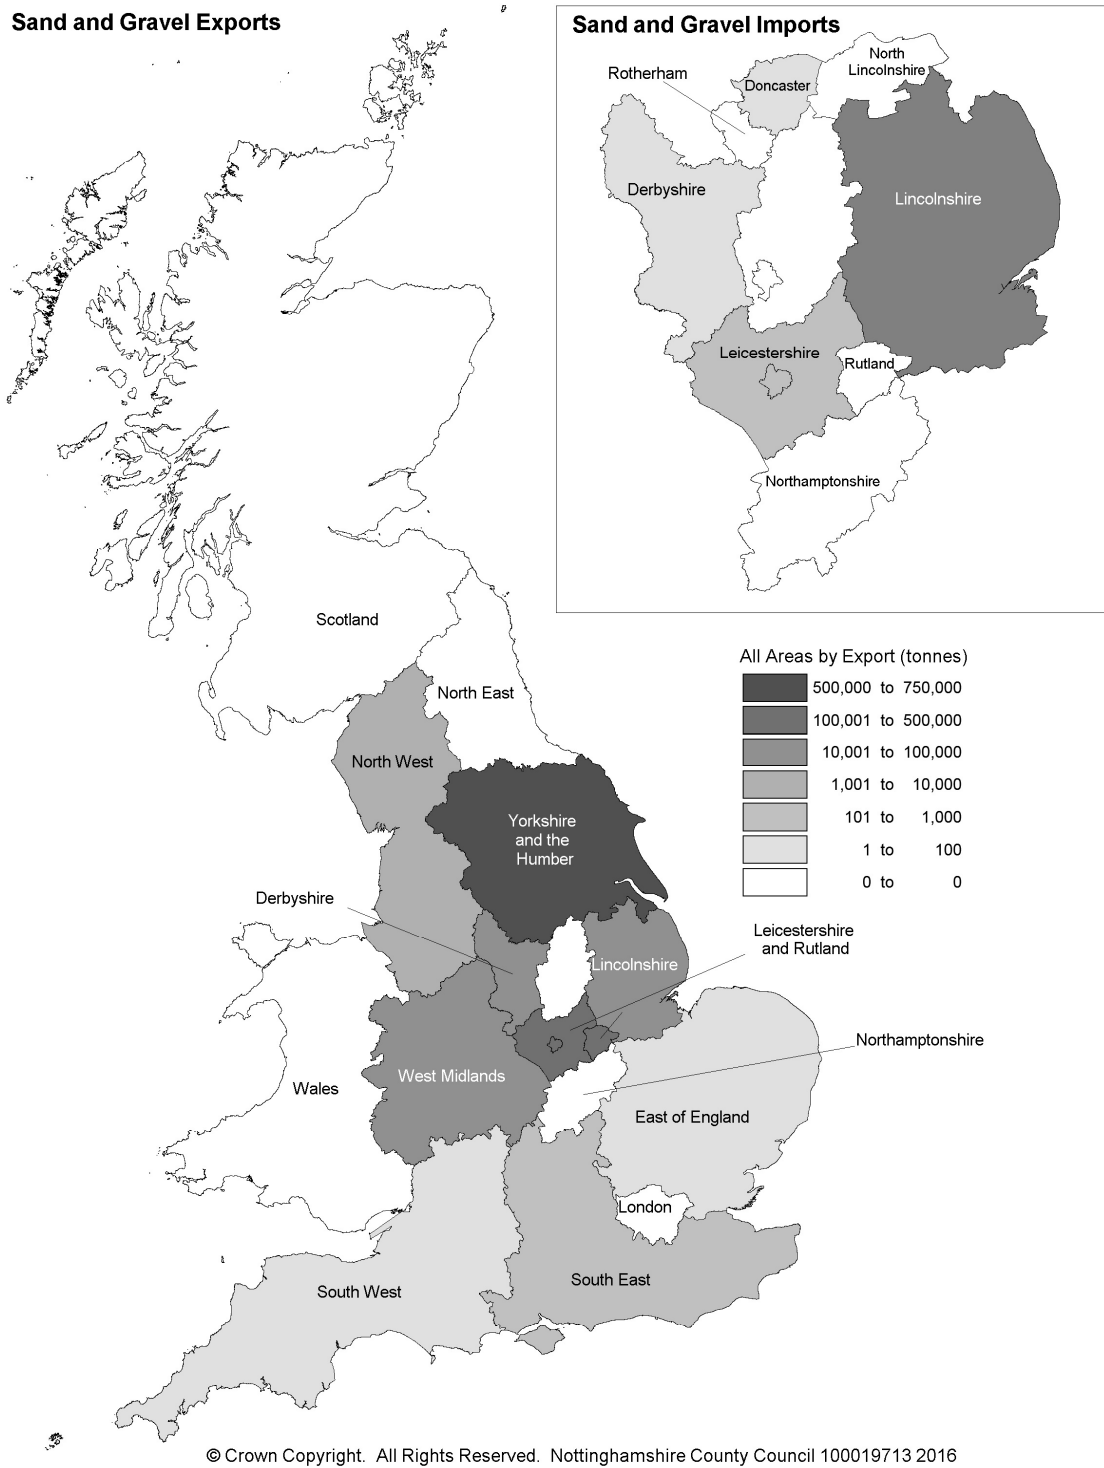 Sand and Gravel Exports
Sand and Gravel Imports
North
Lincolnshire
Rotherham
Doncaster
Derbyshire
Lincolnshire
Leicestershire
Rutland
Northamptonshire
Scotland
North East
North West
Yorkshire
and the
Humber
All Areas by Export (tonnes)
500,000 to 750,000
100,001 to 500,000
10,001 to 100,000
1,001 to 10,000
101 to 1,000
1 to 100
0 to 0
Derbyshire
Leicestershire
and Rutland
Lincolnshire
Northamptonshire
West Midlands
Wales
East of England
London
South East
South West
© Crown Copyright. All Rights Reserved. Nottinghamshire County Council 100019713 2016